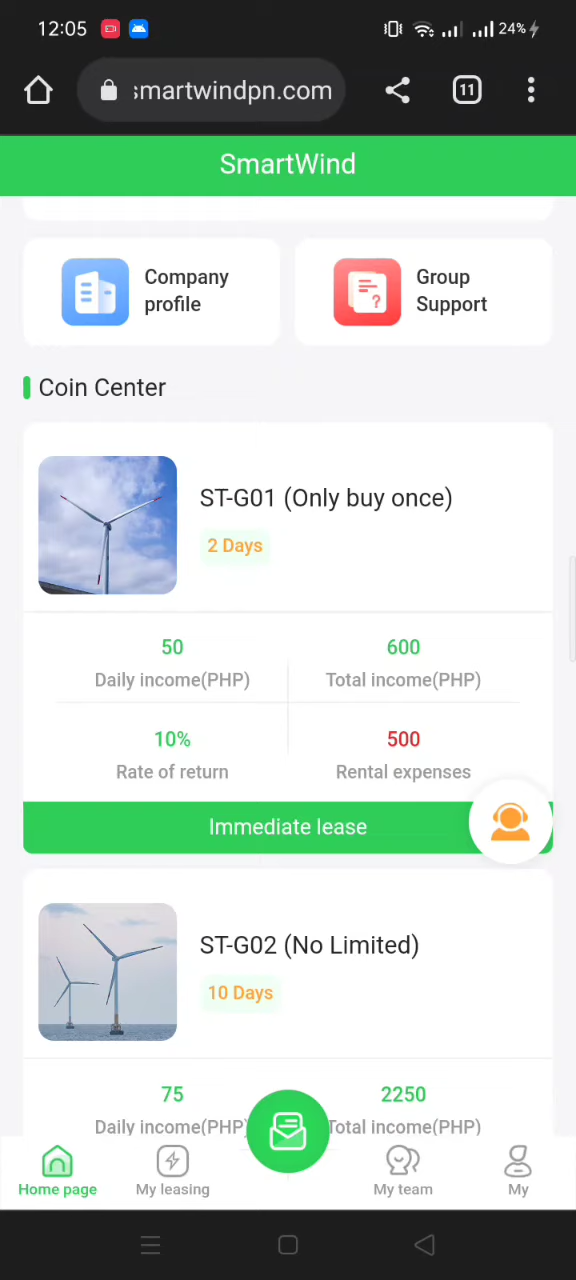 12:05
24%
smartwindpn.com
11
SmartWind
Company
profile
Group
Support
Coin Center
ST-G01 (Only buy once)
2 Days
50
600
Daily income(PHP)
Total income(PHP)
10%
500
Rate of return
Rental expenses
Immediate lease
ST-G02 (No Limited)
10 Days
75
2250
Daily income(PHP)
Total income(PHP)
Home page
My leasing
My team
My